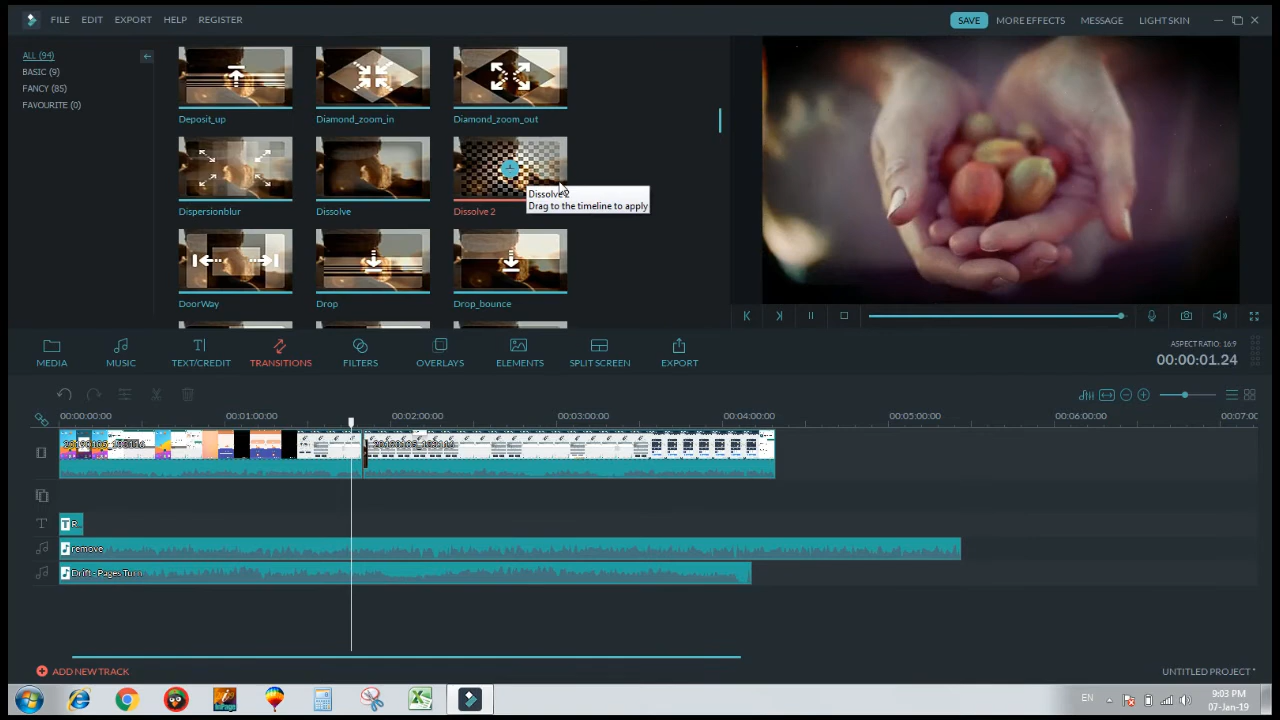 FILE EDIT EXPORT HELP REGISTER
SAVE MORE EFFECTS MESSAGE LIGHT SKIN
ALL (94)
BASIC (9)
FANCY (85)
FAVOURITE (0)
Deposit_up Diamond_zoom_in Diamond_zoom_out
Dispersionblur Dissolve Dissolve 2
Dissolve 2
Drag to the timeline to apply
DoorWay Drop Drop_bounce
MEDIA MUSIC TEXT/CREDIT TRANSITIONS FILTERS OVERLAYS ELEMENTS SPLIT SCREEN EXPORT
ASPECT RATIO: 16:9
00:00:01.24
00:00:00:00 00:01:00:00 00:02:00:00 00:03:00:00 00:04:00:00 00:05:00:00 00:06:00:00 00:07:0
R...
remove
Drift - Pages Turn
ADD NEW TRACK
UNTITLED PROJECT *
EN
9:03 PM
07-Jan-19